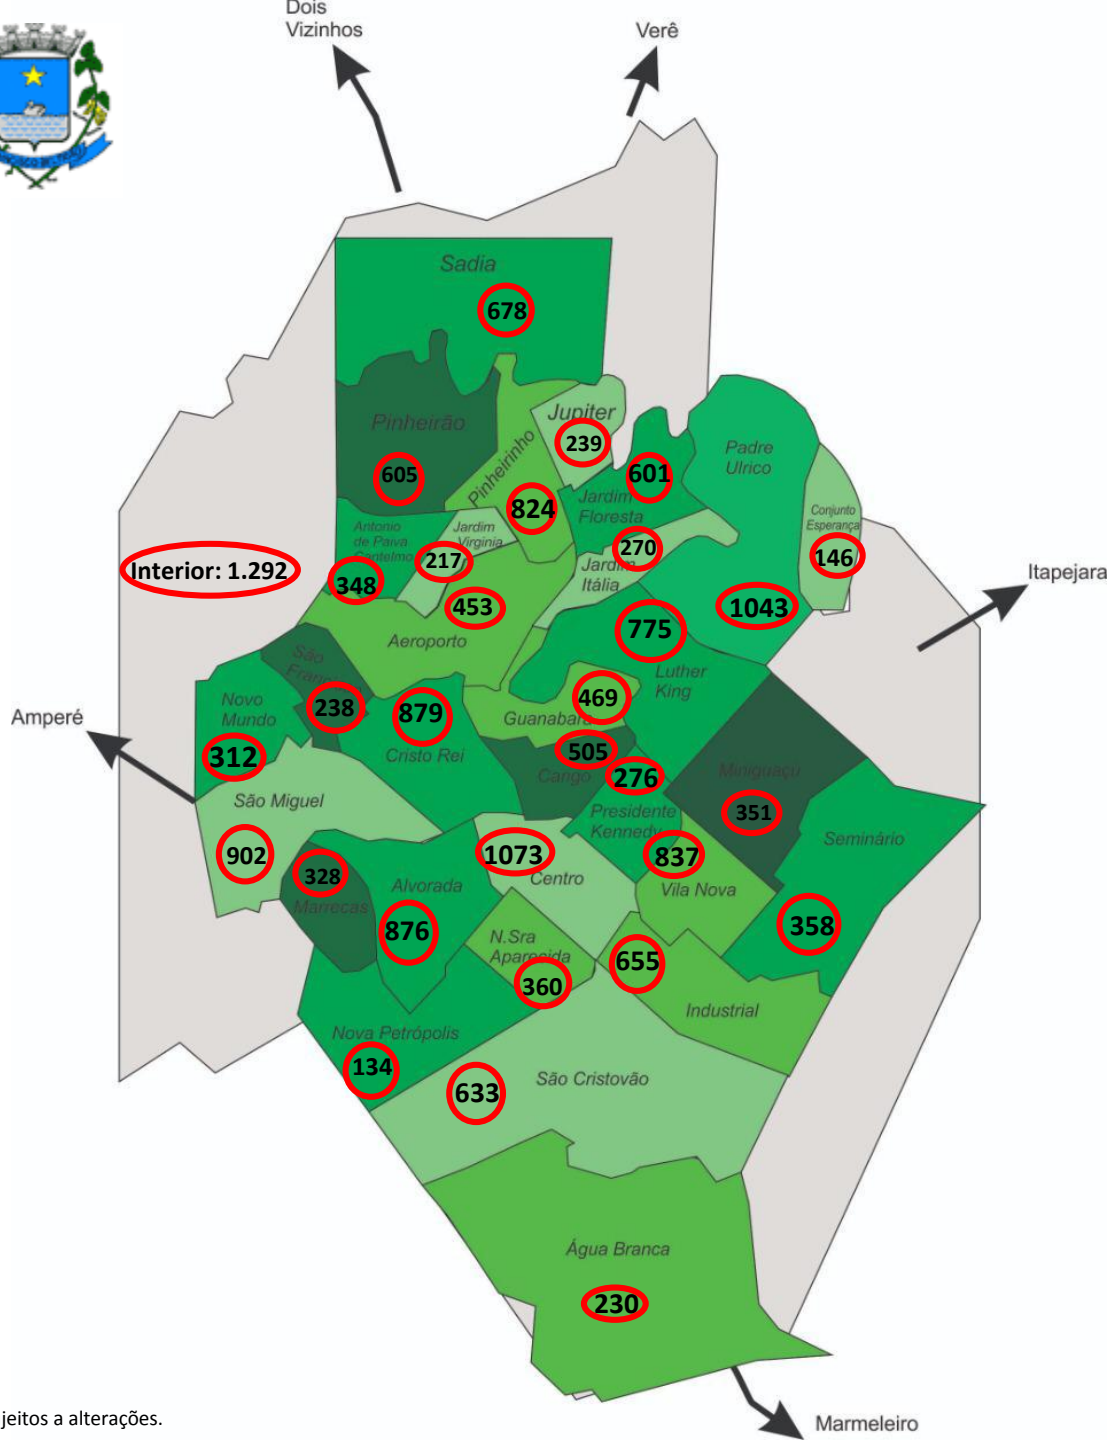 Dois
Vizinhos
Verê
Sadia
678
Pinheirão
605
Pinheirinho
824
Jupiter
239
601
Jardim
Floresta
Padre
Ulrico
Conjunto
Esperança
146
Antonio
de Paiva
Cantelmo
348
Jardim
Virginia
217
270
Jardim
Itália
1043
Interior: 1.292
453
Aeroporto
775
Luther
King
Itapejara
São
238
Novo
Mundo
312
879
Cristo Rei
469
Guanabara
505
Cango
276
Presidente
Kennedy
Miniguaçu
351
Amperé
São Miguel
902
328
Marrecas
Alvorada
876
1073
Centro
837
Vila Nova
Seminário
358
N.Sra
Aparecida
360
655
Industrial
Nova Petrópolis
134
633
São Cristovão
Água Branca
230
jeitos a alterações.
Marmeleiro